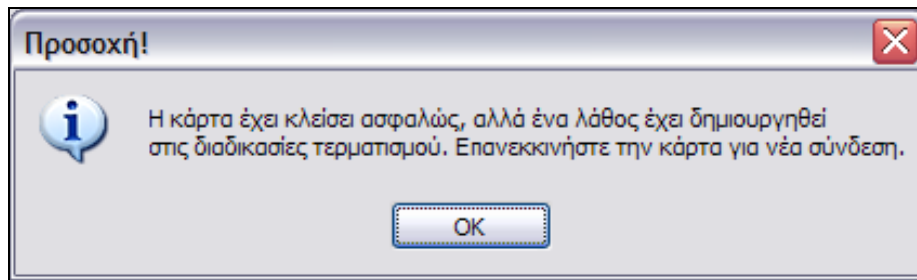 Προσοχή!
Η κάρτα έχει κλείσει ασφαλώς, αλλά ένα λάθος έχει δημιουργηθεί
στις διαδικασίες τερματισμού. Επανεκκινήστε την κάρτα για νέα σύνδεση.
OK